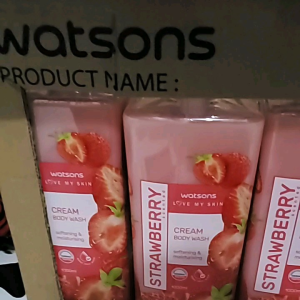 watsons
PRODUCT NAME :
watsons
LOVE MY SKIN
CREAM
BODY WASH
softening &
moisturising
STRAWBERRY
watsons
LOVE MY SKIN
CREAM
BODY WASH
softening &
moisturising
STRAWBERRY